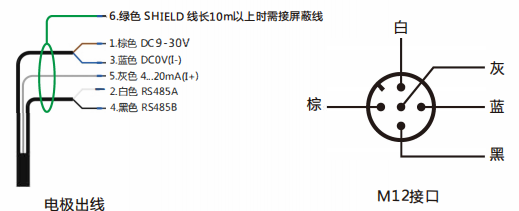 6.绿色 SHIELD 线长10m以上时需接屏蔽线
1.棕色 DC9-30V
3.蓝色 DC0V(I-)
5.灰色 4...20mA(I+)
2.白色 RS485A
4.黑色 RS485B
电极出线
白
灰
棕
蓝
黑
M12接口